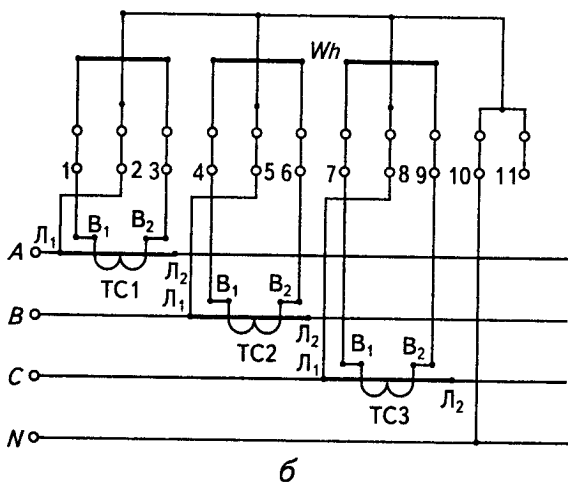 Wh
1 2 3 4 5 6 7 8 9 10 11
Л₁ В₁ В₂
A
Л₂
ТС1
Л₁ В₁ В₂
B
Л₂
ТС2
Л₁ В₁ В₂
C
Л₂
ТС3
N
б